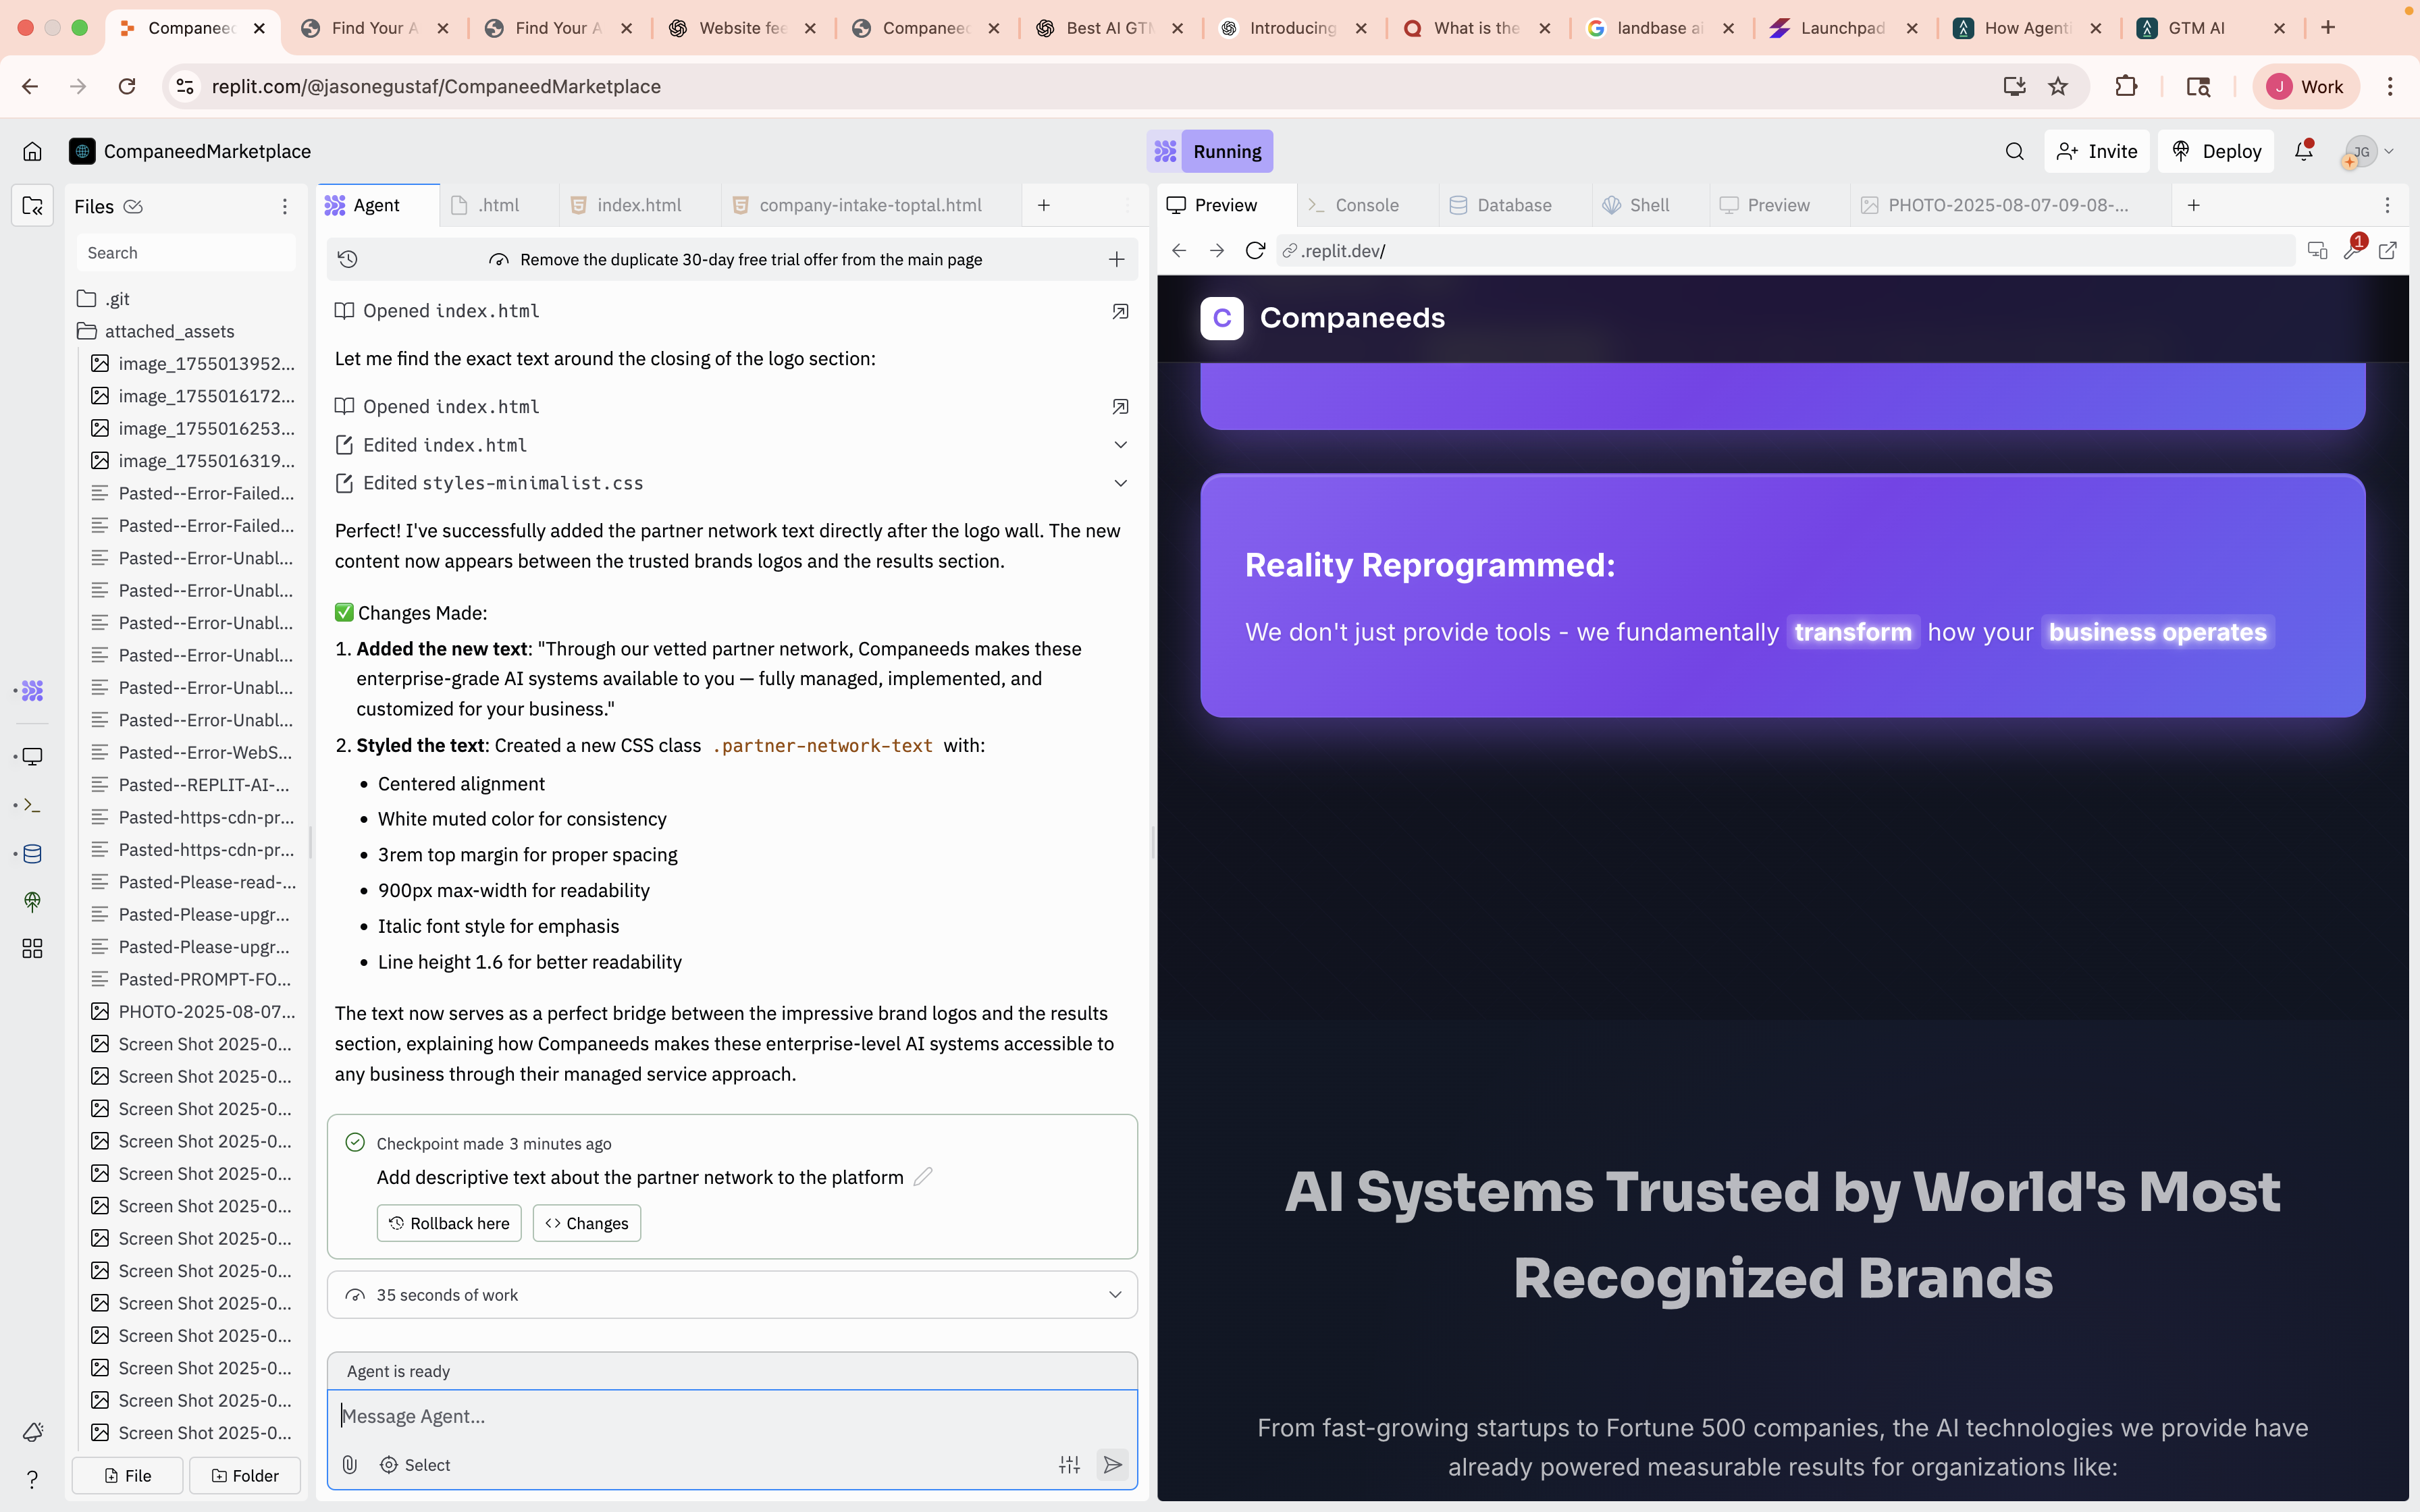 Companeed
Find Your A
Find Your A
Website fee
Companeed
Best AI GTM
Introducing
What is the
landbase ai
Launchpad
How Agenti
GTM AI
replit.com/@jasonegustaf/CompaneedMarketplace
J
Work
CompaneedMarketplace
Running
Invite
Deploy
JG
Files
Search
.git
attached_assets
image_1755013952...
image_1755016172...
image_1755016253...
image_1755016319...
Pasted--Error-Failed...
Pasted--Error-Failed...
Pasted--Error-Unabl...
Pasted--Error-Unabl...
Pasted--Error-Unabl...
Pasted--Error-Unabl...
Pasted--Error-Unabl...
Pasted--Error-Unabl...
Pasted--Error-WebS...
Pasted--REPLIT-AI-...
Pasted-https-cdn-pr...
Pasted-https-cdn-pr...
Pasted-Please-read-...
Pasted-Please-upgr...
Pasted-Please-upgr...
Pasted-PROMPT-FO...
PHOTO-2025-08-07...
Screen Shot 2025-0...
Screen Shot 2025-0...
Screen Shot 2025-0...
Screen Shot 2025-0...
Screen Shot 2025-0...
Screen Shot 2025-0...
Screen Shot 2025-0...
Screen Shot 2025-0...
Screen Shot 2025-0...
Screen Shot 2025-0...
Screen Shot 2025-0...
Screen Shot 2025-0...
Screen Shot 2025-0...
File
Folder
Agent
.html
index.html
company-intake-toptal.html
Remove the duplicate 30-day free trial offer from the main page
Opened index.html
Let me find the exact text around the closing of the logo section:
Opened index.html
Edited index.html
Edited styles-minimalist.css
Perfect! I've successfully added the partner network text directly after the logo wall. The new
content now appears between the trusted brands logos and the results section.
✅ Changes Made:
1. Added the new text: "Through our vetted partner network, Companeeds makes these
enterprise-grade AI systems available to you — fully managed, implemented, and
customized for your business."
2. Styled the text: Created a new CSS class .partner-network-text with:
• Centered alignment
• White muted color for consistency
• 3rem top margin for proper spacing
• 900px max-width for readability
• Italic font style for emphasis
• Line height 1.6 for better readability
The text now serves as a perfect bridge between the impressive brand logos and the results
section, explaining how Companeeds makes these enterprise-level AI systems accessible to
any business through their managed service approach.
Checkpoint made 3 minutes ago
Add descriptive text about the partner network to the platform
Rollback here
Changes
35 seconds of work
Agent is ready
Message Agent...
Select
Preview
Console
Database
Shell
Preview
PHOTO-2025-08-07-09-08-...
.replit.dev/
1
C
Companeeds
Reality Reprogrammed:
We don't just provide tools - we fundamentally transform how your business operates
AI Systems Trusted by World's Most
Recognized Brands
From fast-growing startups to Fortune 500 companies, the AI technologies we provide have
already powered measurable results for organizations like: